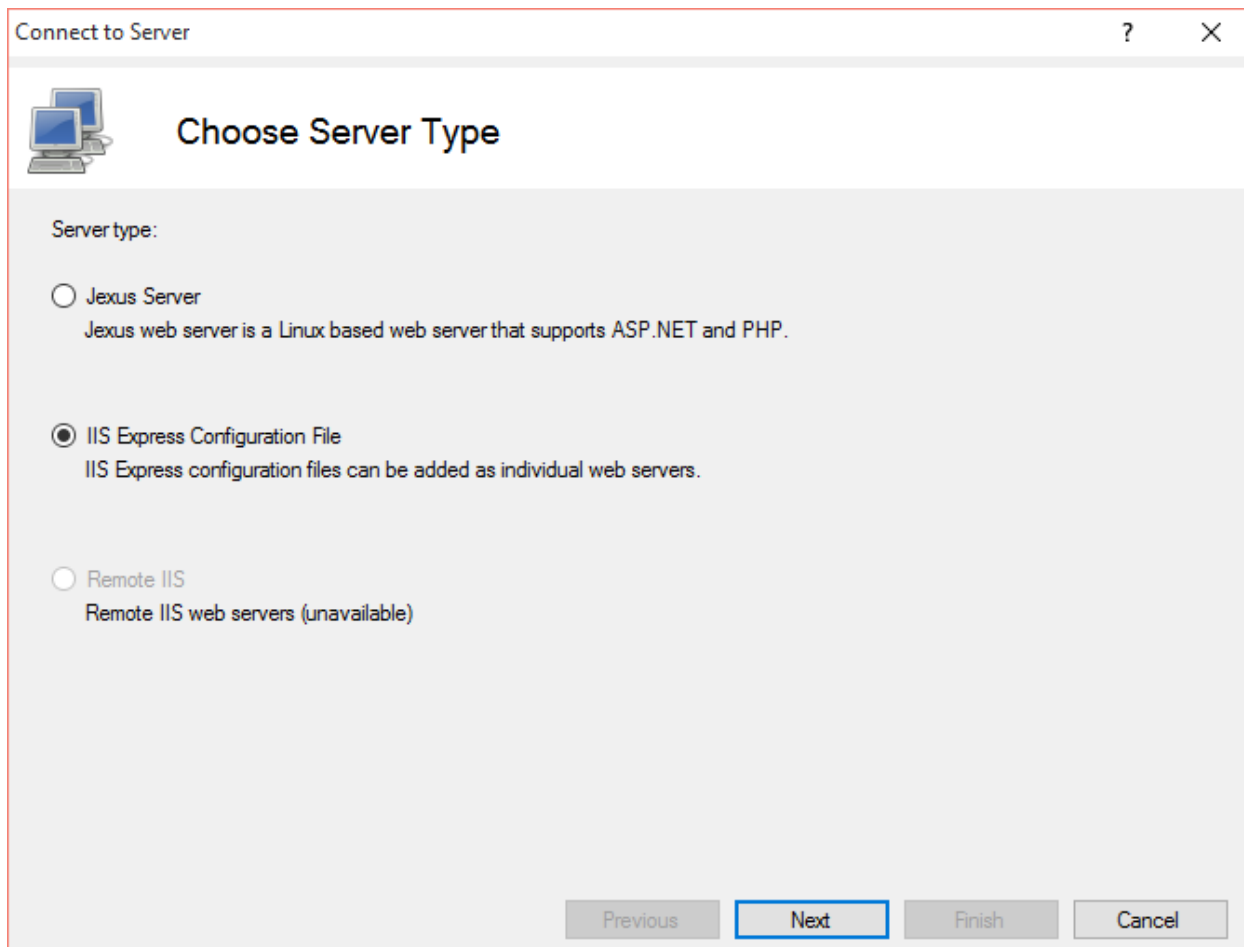 Connect to Server
?
Choose Server Type
Server type:
Jexus Server
Jexus web server is a Linux based web server that supports ASP.NET and PHP.
IIS Express Configuration File
IIS Express configuration files can be added as individual web servers.
Remote IIS
Remote IIS web servers (unavailable)
Previous Next Finish Cancel